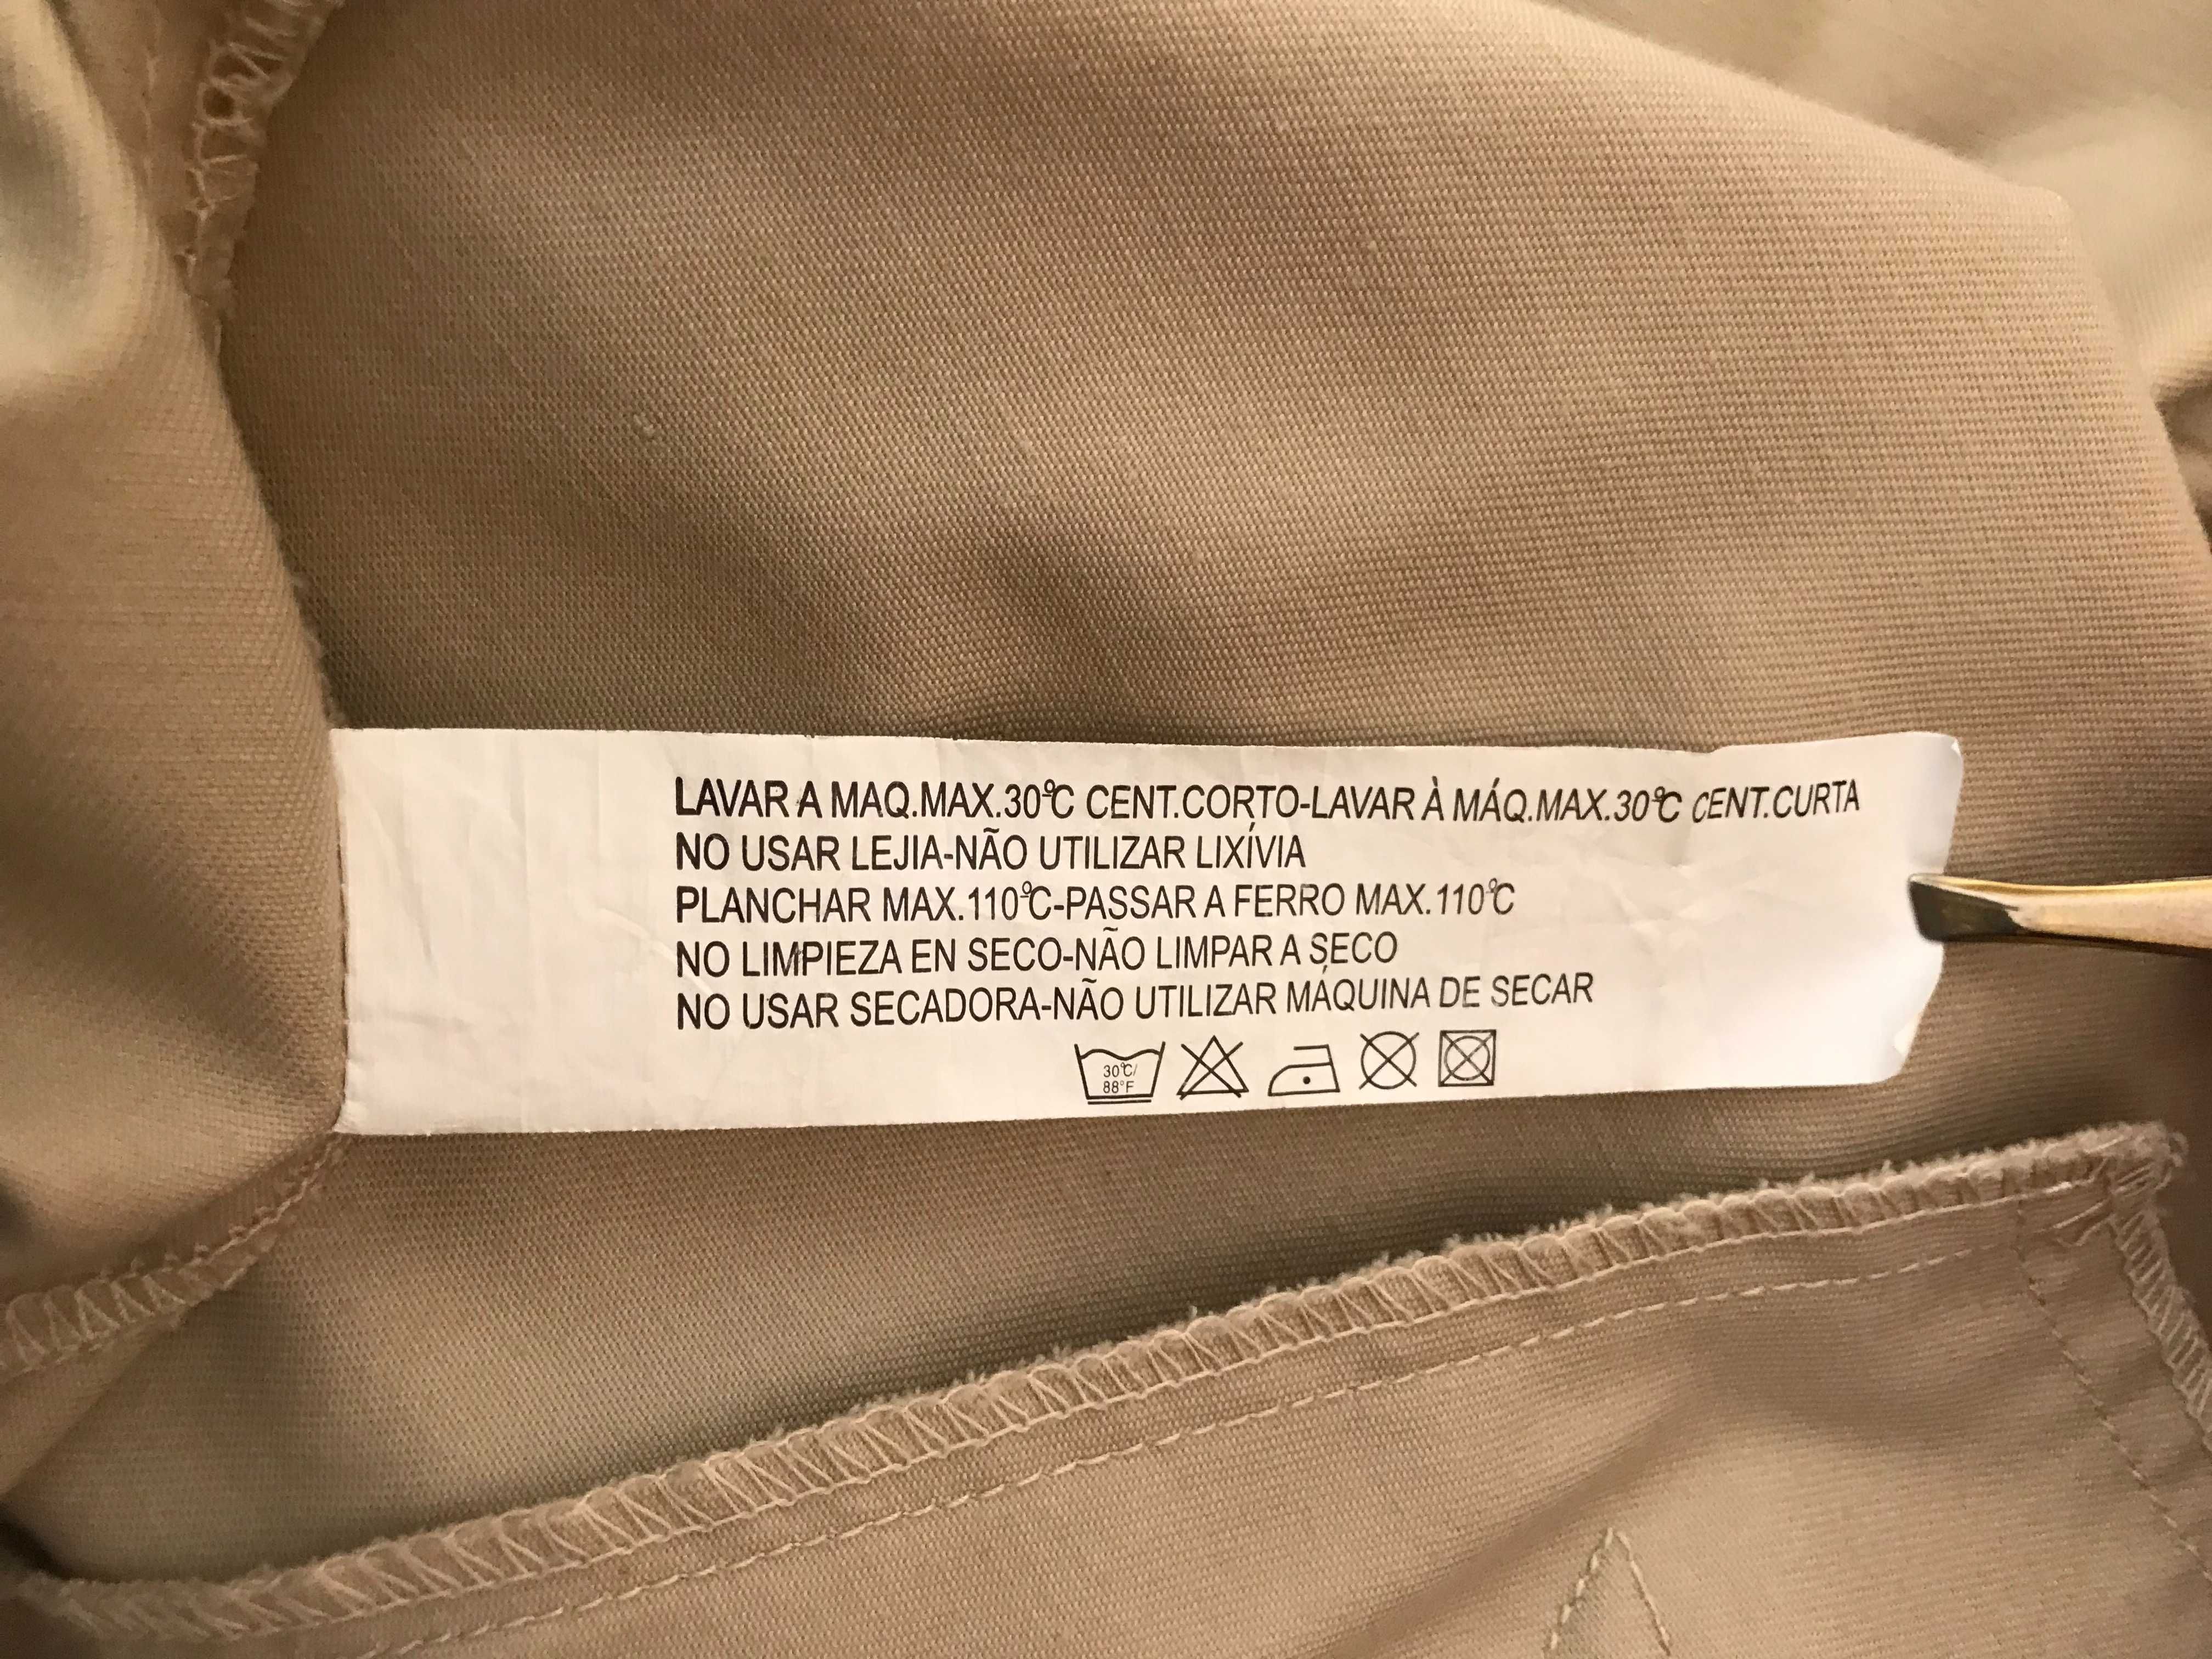 LAVAR A MAQ.MAX.30℃ CENT.CORTO-LAVAR À MÁQ.MAX.30℃ CENT.CURTA
NO USAR LEJIA-NÃO UTILIZAR LIXÍVIA
PLANCHAR MAX.110℃-PASSAR A FERRO MAX.110℃
NO LIMPIEZA EN SECO-NÃO LIMPAR A SECO
NO USAR SECADORA-NÃO UTILIZAR MÁQUINA DE SECAR
30℃/
88°F